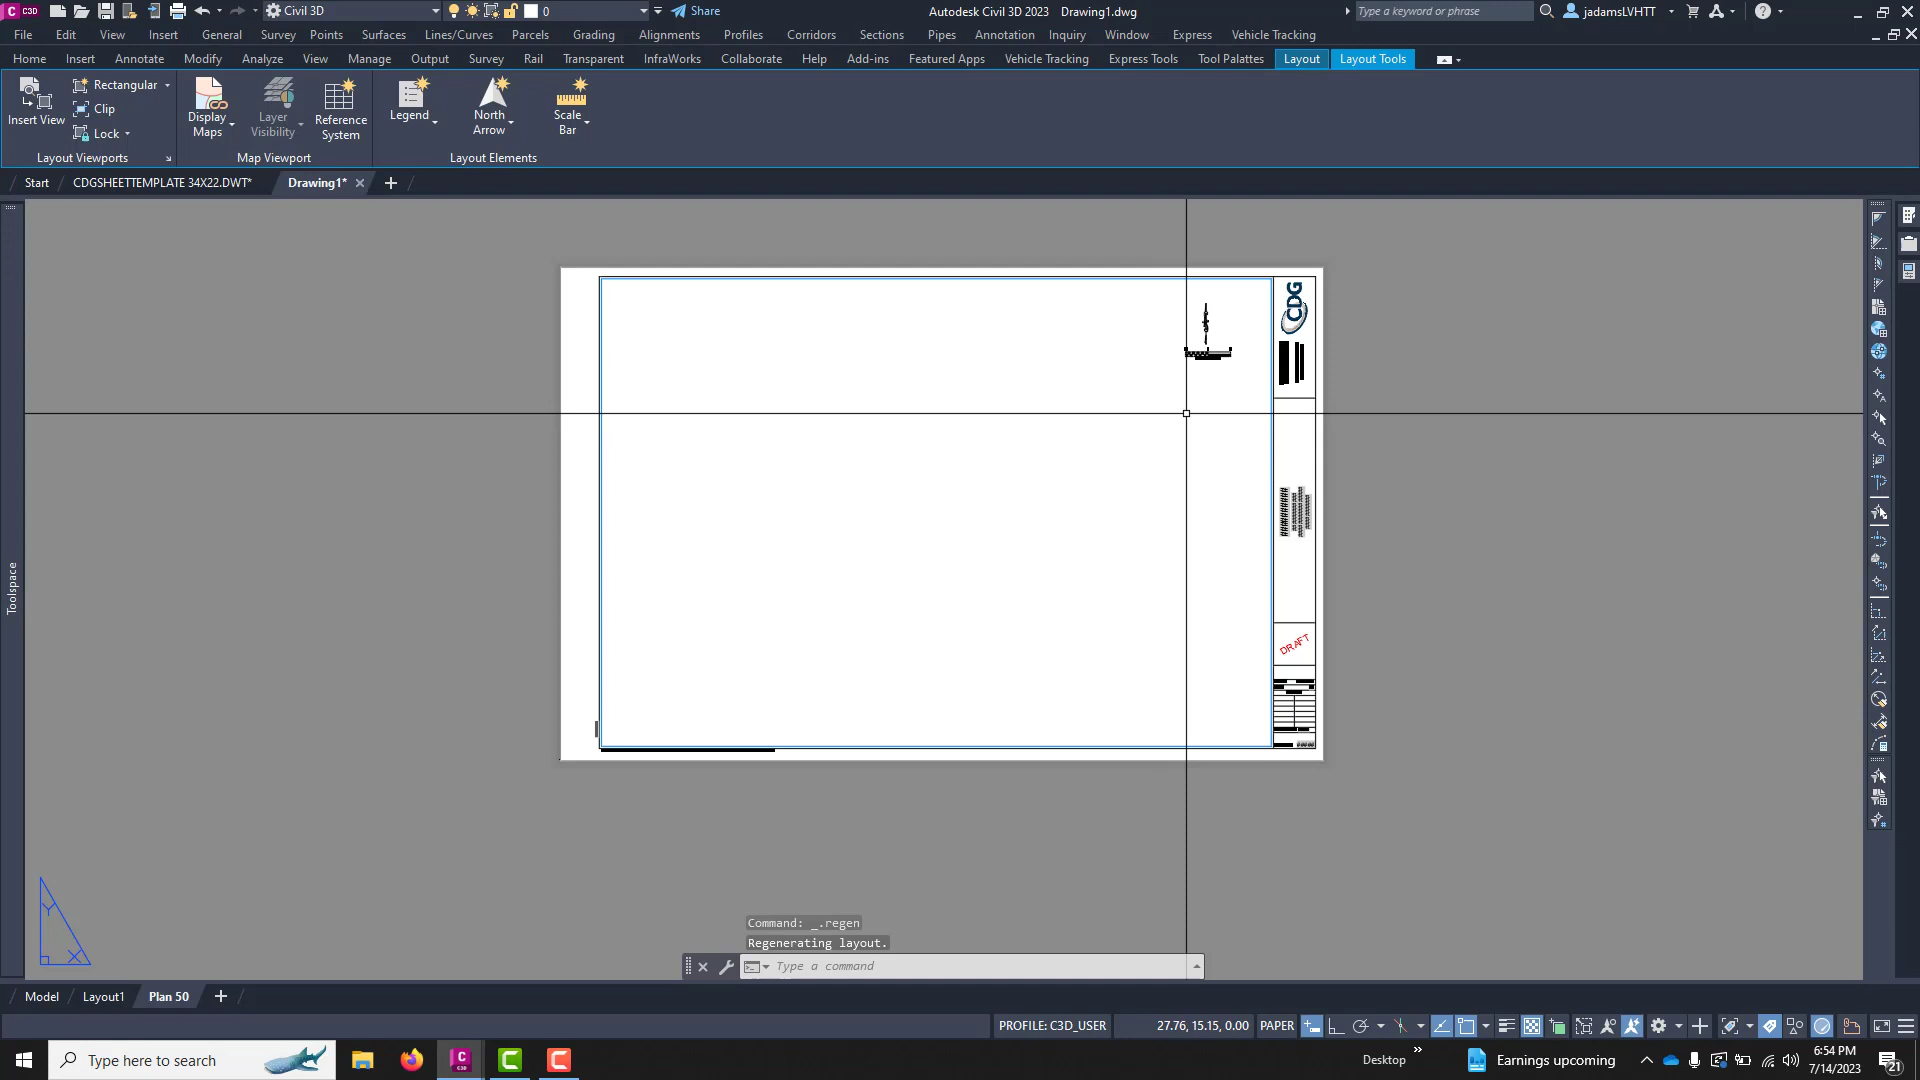 C3D
Civil 3D
0
Share
Autodesk Civil 3D 2023 Drawing1.dwg
Type a keyword or phrase
jadamsLVHTT
File Edit View Insert General Survey Points Surfaces Lines/Curves Parcels Grading Alignments Profiles Corridors Sections Pipes Annotation Inquiry Window Express Vehicle Tracking
Home Insert Annotate Modify Analyze View Manage Output Survey Rail Transparent InfraWorks Collaborate Help Add-ins Featured Apps Vehicle Tracking Express Tools Tool Palettes Layout Layout Tools
Insert View
Rectangular
Clip
Lock
Layout Viewports
Display Maps
Layer Visibility
Reference System
Map Viewport
Legend
North Arrow
Scale Bar
Layout Elements
Start CDGSHEETTEMPLATE 34X22.DWT* Drawing1*
CDG
DRAFT
Toolspace
Y
X
Command: _.regen
Regenerating layout.
Type a command
Model Layout1 Plan 50
PROFILE: C3D_USER 27.76, 15.15, 0.00 PAPER
Type here to search
C
C3D
C
C
Desktop
Earnings upcoming
6:54 PM
7/14/2023
21